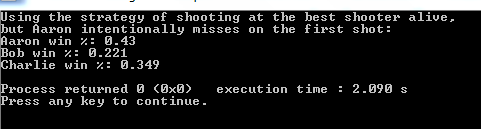 Using the strategy of shooting at the best shooter alive,
but Aaron intentionally misses on the first shot:
Aaron win %: 0.43
Bob win %: 0.221
Charlie win %: 0.349
Process returned 0 (0x0)   execution time : 2.090 s
Press any key to continue.